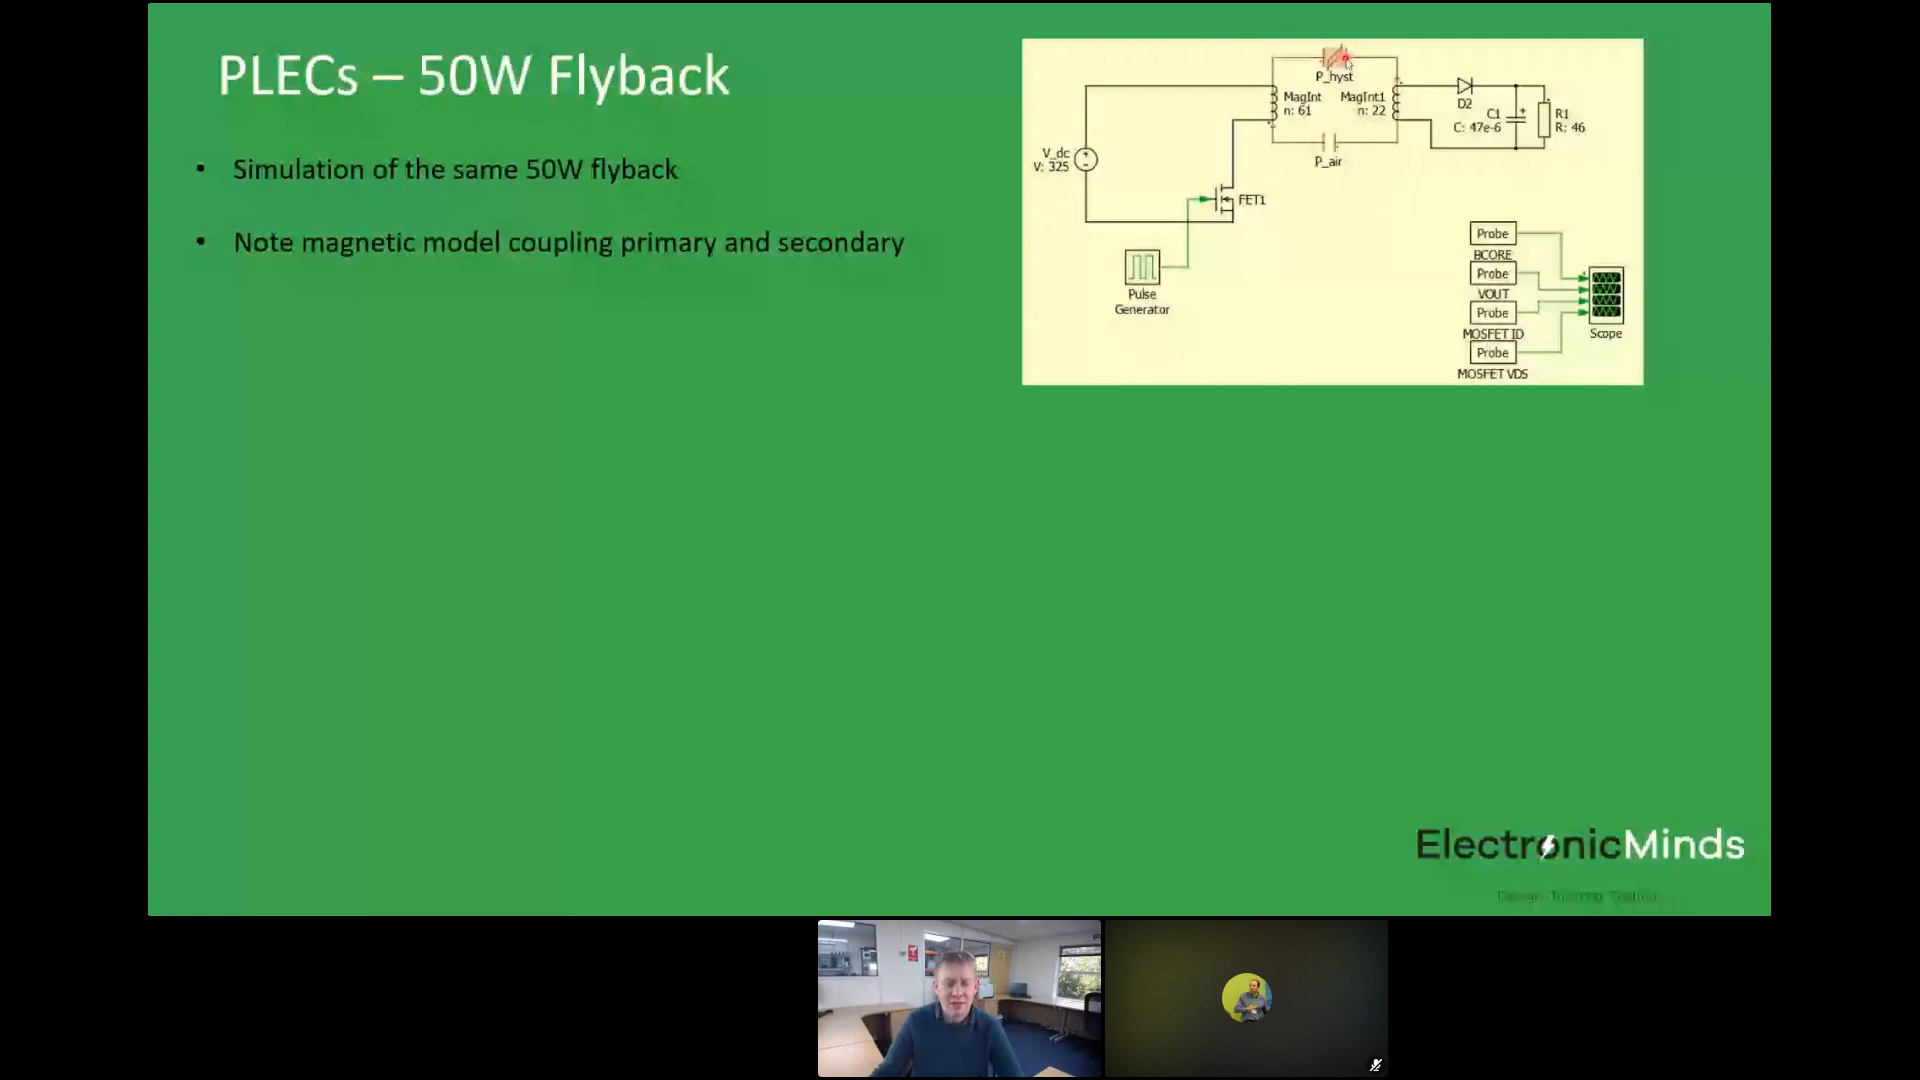 PLECs – 50W Flyback
• Simulation of the same 50W flyback
• Note magnetic model coupling primary and secondary
P_hyst
MagInt
n: 61
MagInt1
n: 22
P_air
D2
C1
C: 47e-6
R1
R: 46
V_dc
V: 325
FET1
Pulse
Generator
Probe
BCORE
Probe
VOUT
Probe
MOSFET ID
Probe
MOSFET VDS
Scope
ElectronicMinds